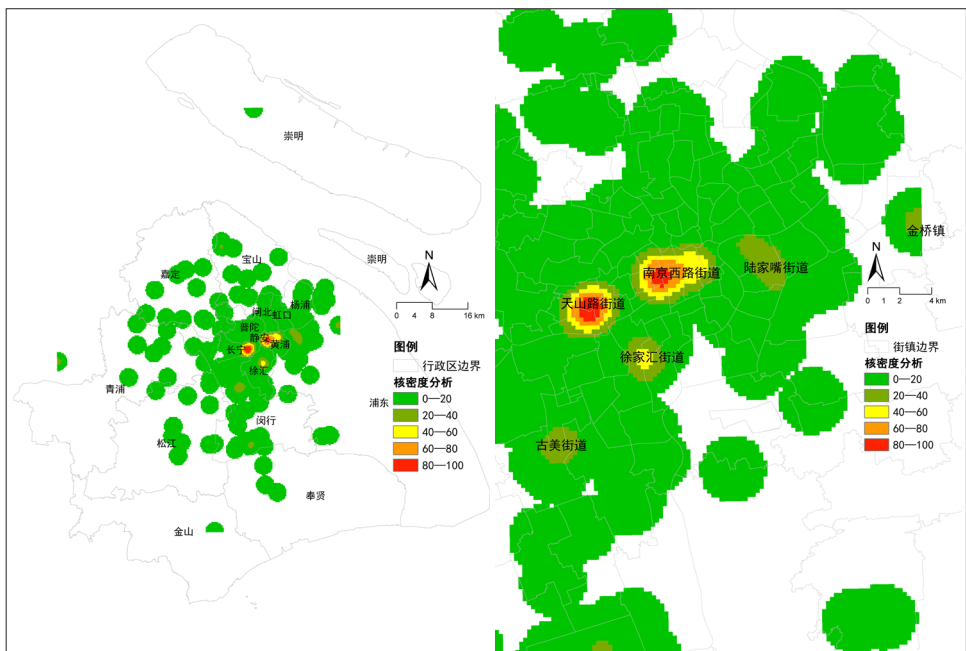 崇明
崇明
N
0 4 8 16 km
宝山
嘉定
杨浦
闸北
虹口
普陀
静安
黄浦
长宁
徐汇
青浦
浦东
闵行
松江
奉贤
金山
图例
行政区边界
核密度分析
0—20
20—40
40—60
60—80
80—100
金桥镇
陆家嘴街道
南京西路街道
天山路街道
徐家汇街道
古美街道
N
0 2 4 km
图例
街镇边界
核密度分析
0—20
20—40
40—60
60—80
80—100